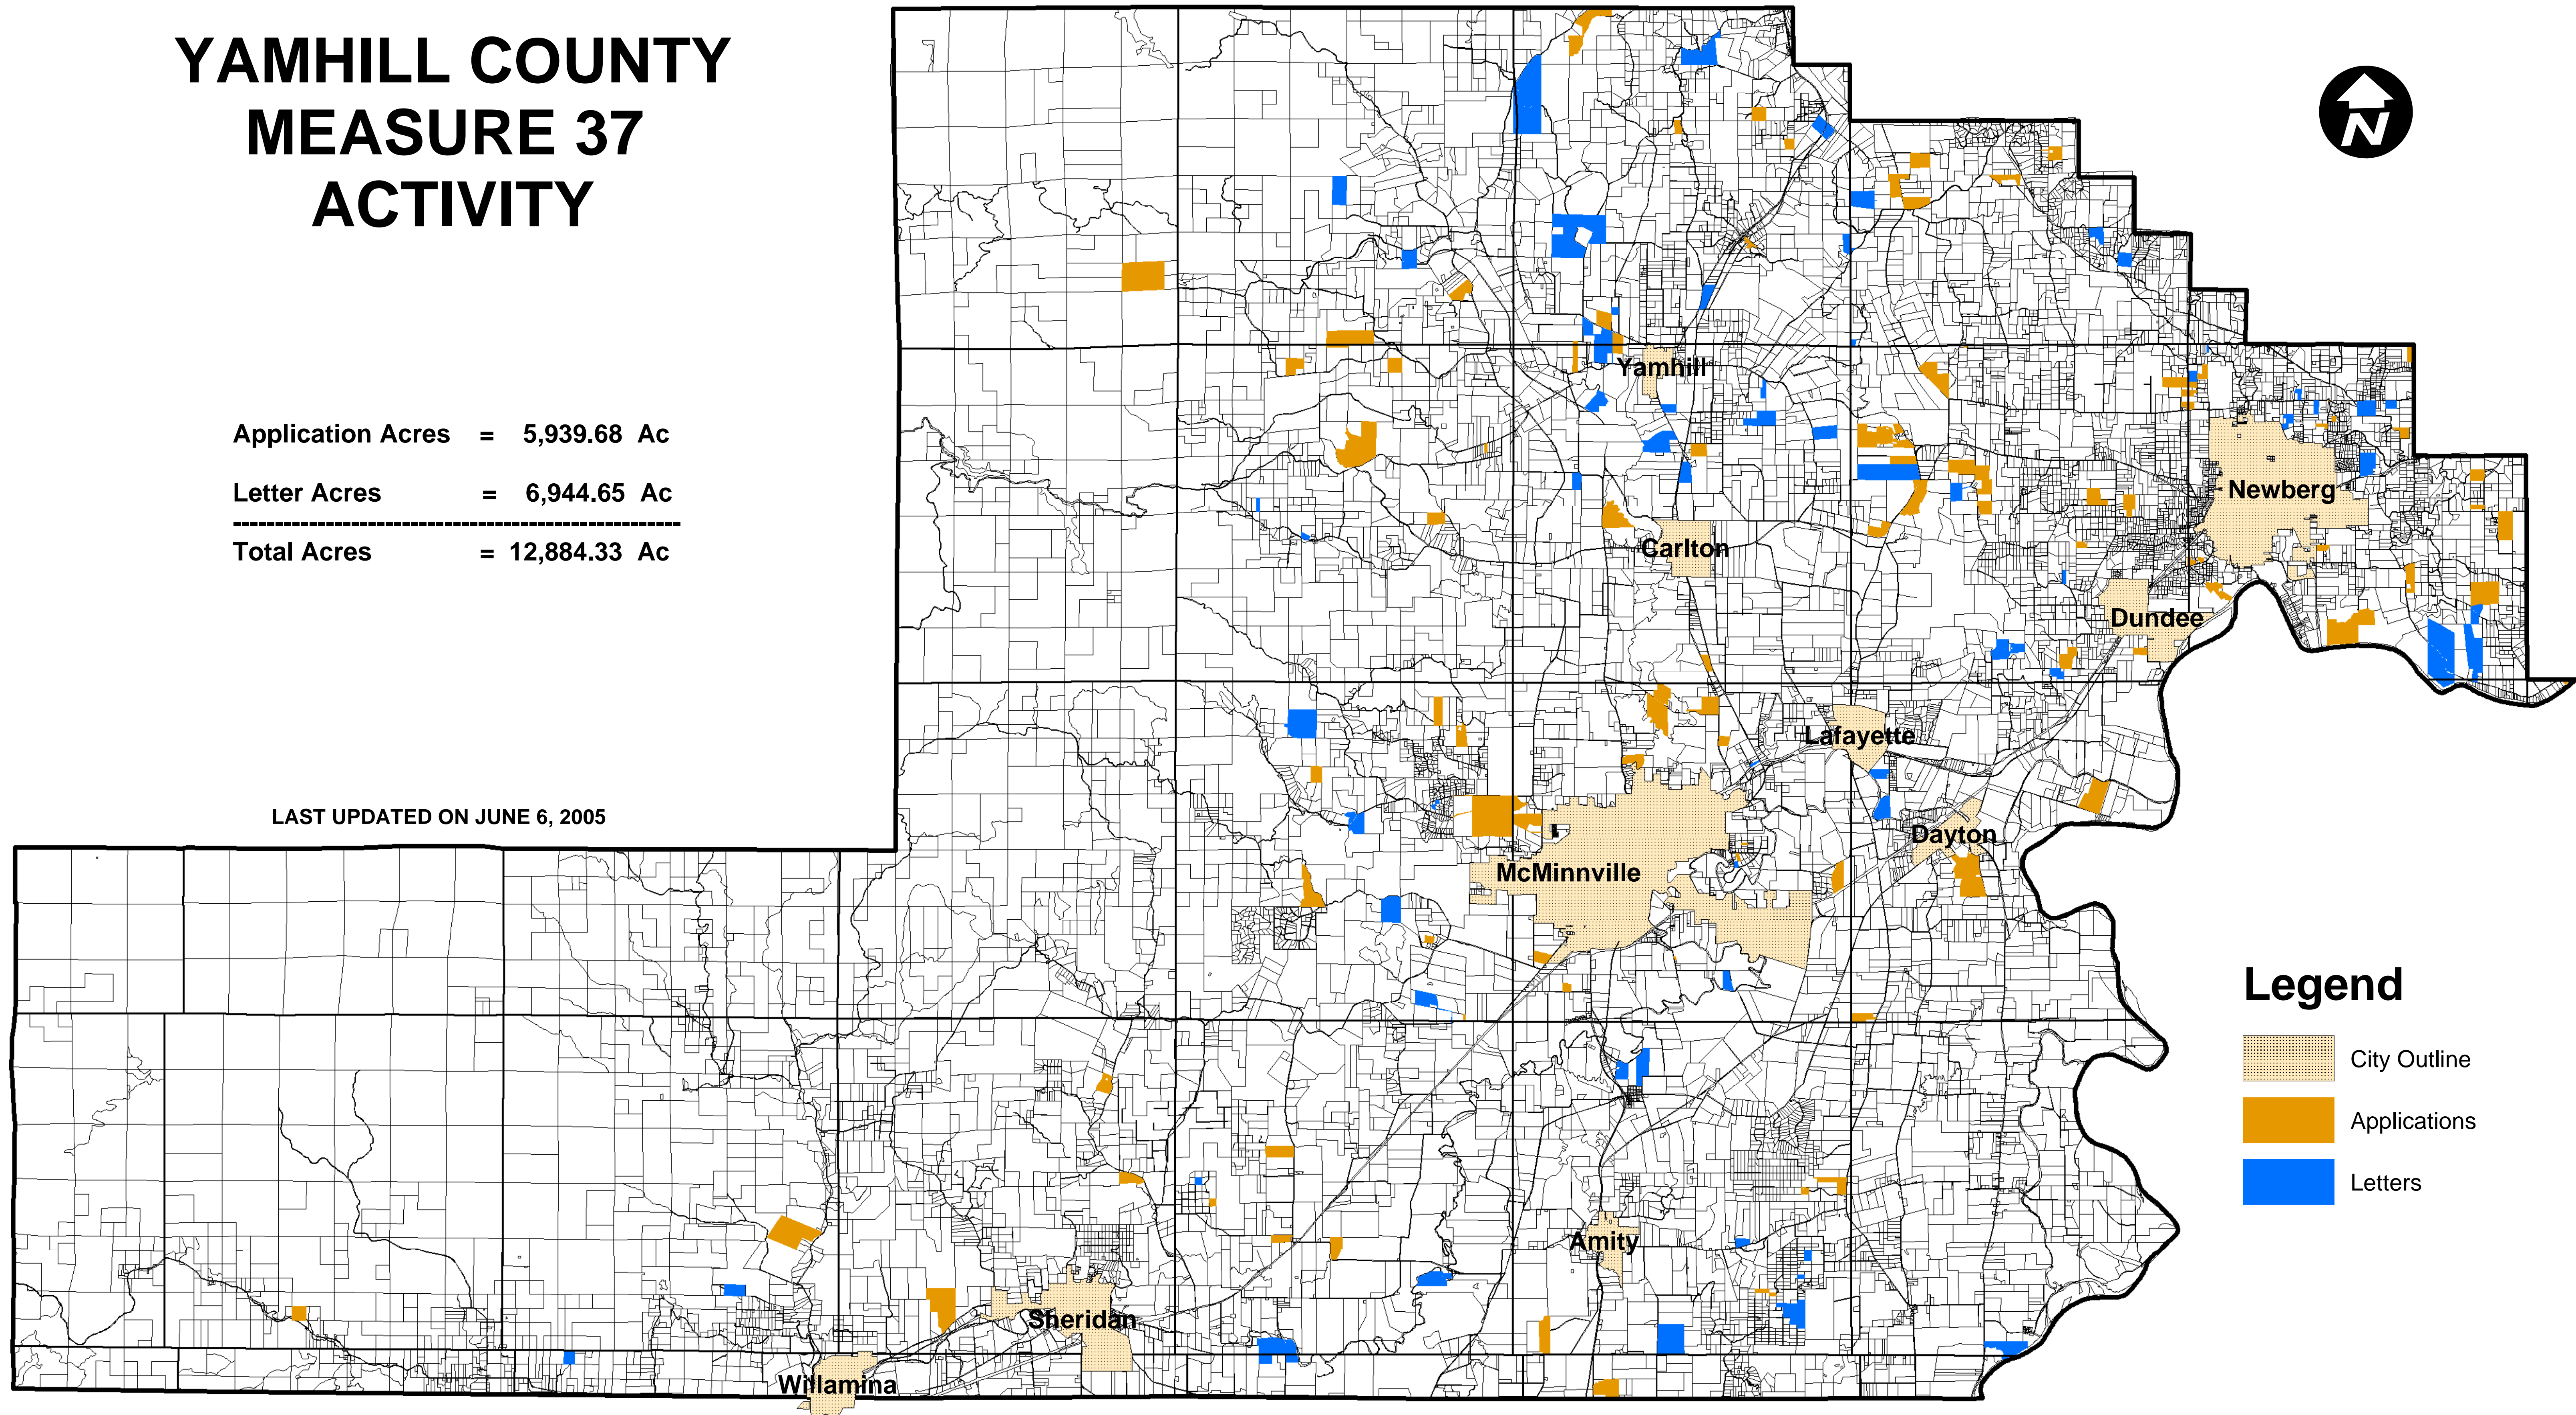 YAMHILL COUNTY
MEASURE 37
ACTIVITY
N
Application Acres = 5,939.68 Ac
Letter Acres = 6,944.65 Ac
-----------------------------------------------------
Total Acres = 12,884.33 Ac
LAST UPDATED ON JUNE 6, 2005
Yamhill
Newberg
Carlton
Dundee
Lafayette
Dayton
McMinnville
Amity
Sheridan
Willamina
Legend
City Outline
Applications
Letters